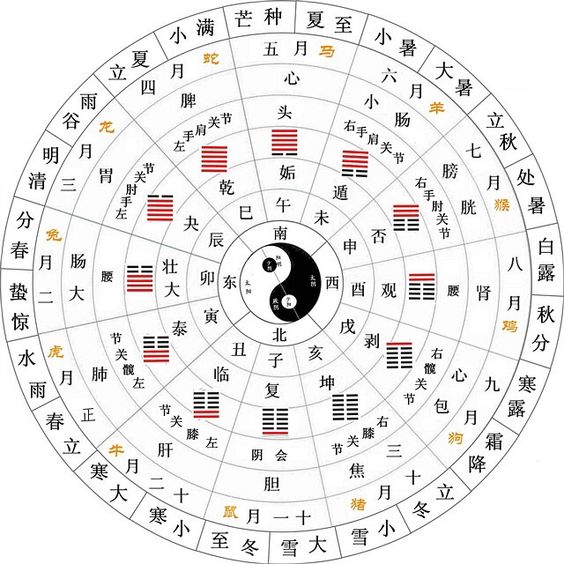 芒种
夏至
小暑
大暑
立秋
处暑
白露
秋分
寒露
霜降
立冬
小雪
大雪
冬至
小寒
大寒
立春
雨水
惊蛰
春分
清明
谷雨
立夏
小满
五月 马
六月 羊
七月 猴
八月 鸡
九月 狗
十月 猪
十一月 鼠
十二月 牛
正月 虎
二月 兔
三月 龙
四月 蛇
心
小肠
膀胱
肾
心包
三焦
胆
肝
肺
大肠
胃
脾
头
右手肩关节
右手肘关节
腰
右髋关节
右膝关节
会阴
左膝关节
左髋关节
腰
左手肘关节
左手肩关节
姤
遁
否
观
剥
坤
复
临
泰
大壮
夬
乾
午
未
申
酉
戌
亥
子
丑
寅
卯
辰
巳
南
西
北
东
阳明
少阴
太阳
太阴
厥阴
少阳